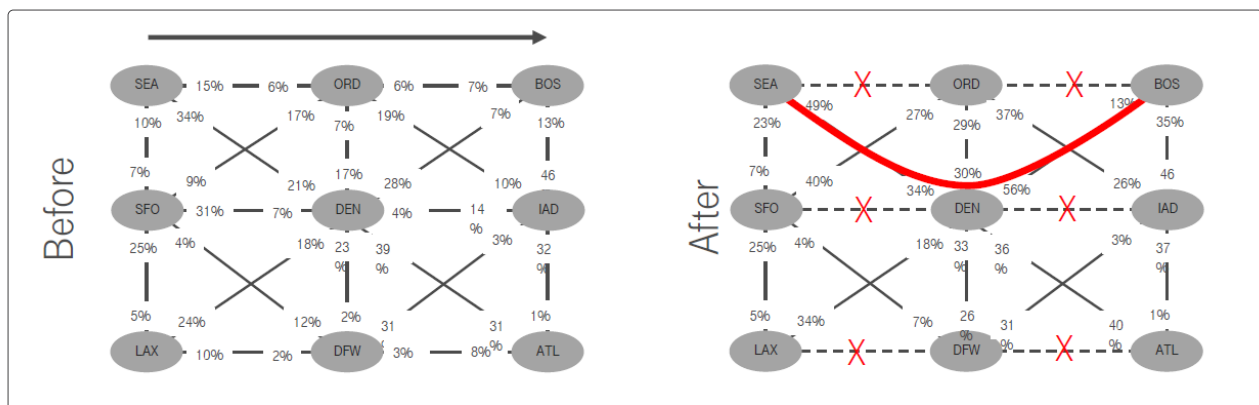 Before
SEA 15% 6% ORD 6% 7% BOS
10% 34% 17% 7% 19% 7% 13%
7% 9% 21% 17% 28% 10% 46
SFO 31% 7% DEN 4% 14% IAD
25% 4% 18% 23% 39% 3% 32%
5% 24% 12% 2% 31% 31% 1%
LAX 10% 2% DFW 3% 8% ATL
After
SEA X ORD X BOS
23% 49% 27% 29% 37% 13% 35%
7% 40% 34% 30% 56% 26% 46
SFO X DEN X IAD
25% 4% 18% 33% 36% 3% 37%
5% 34% 7% 26% 31% 40% 1%
LAX X DFW X ATL